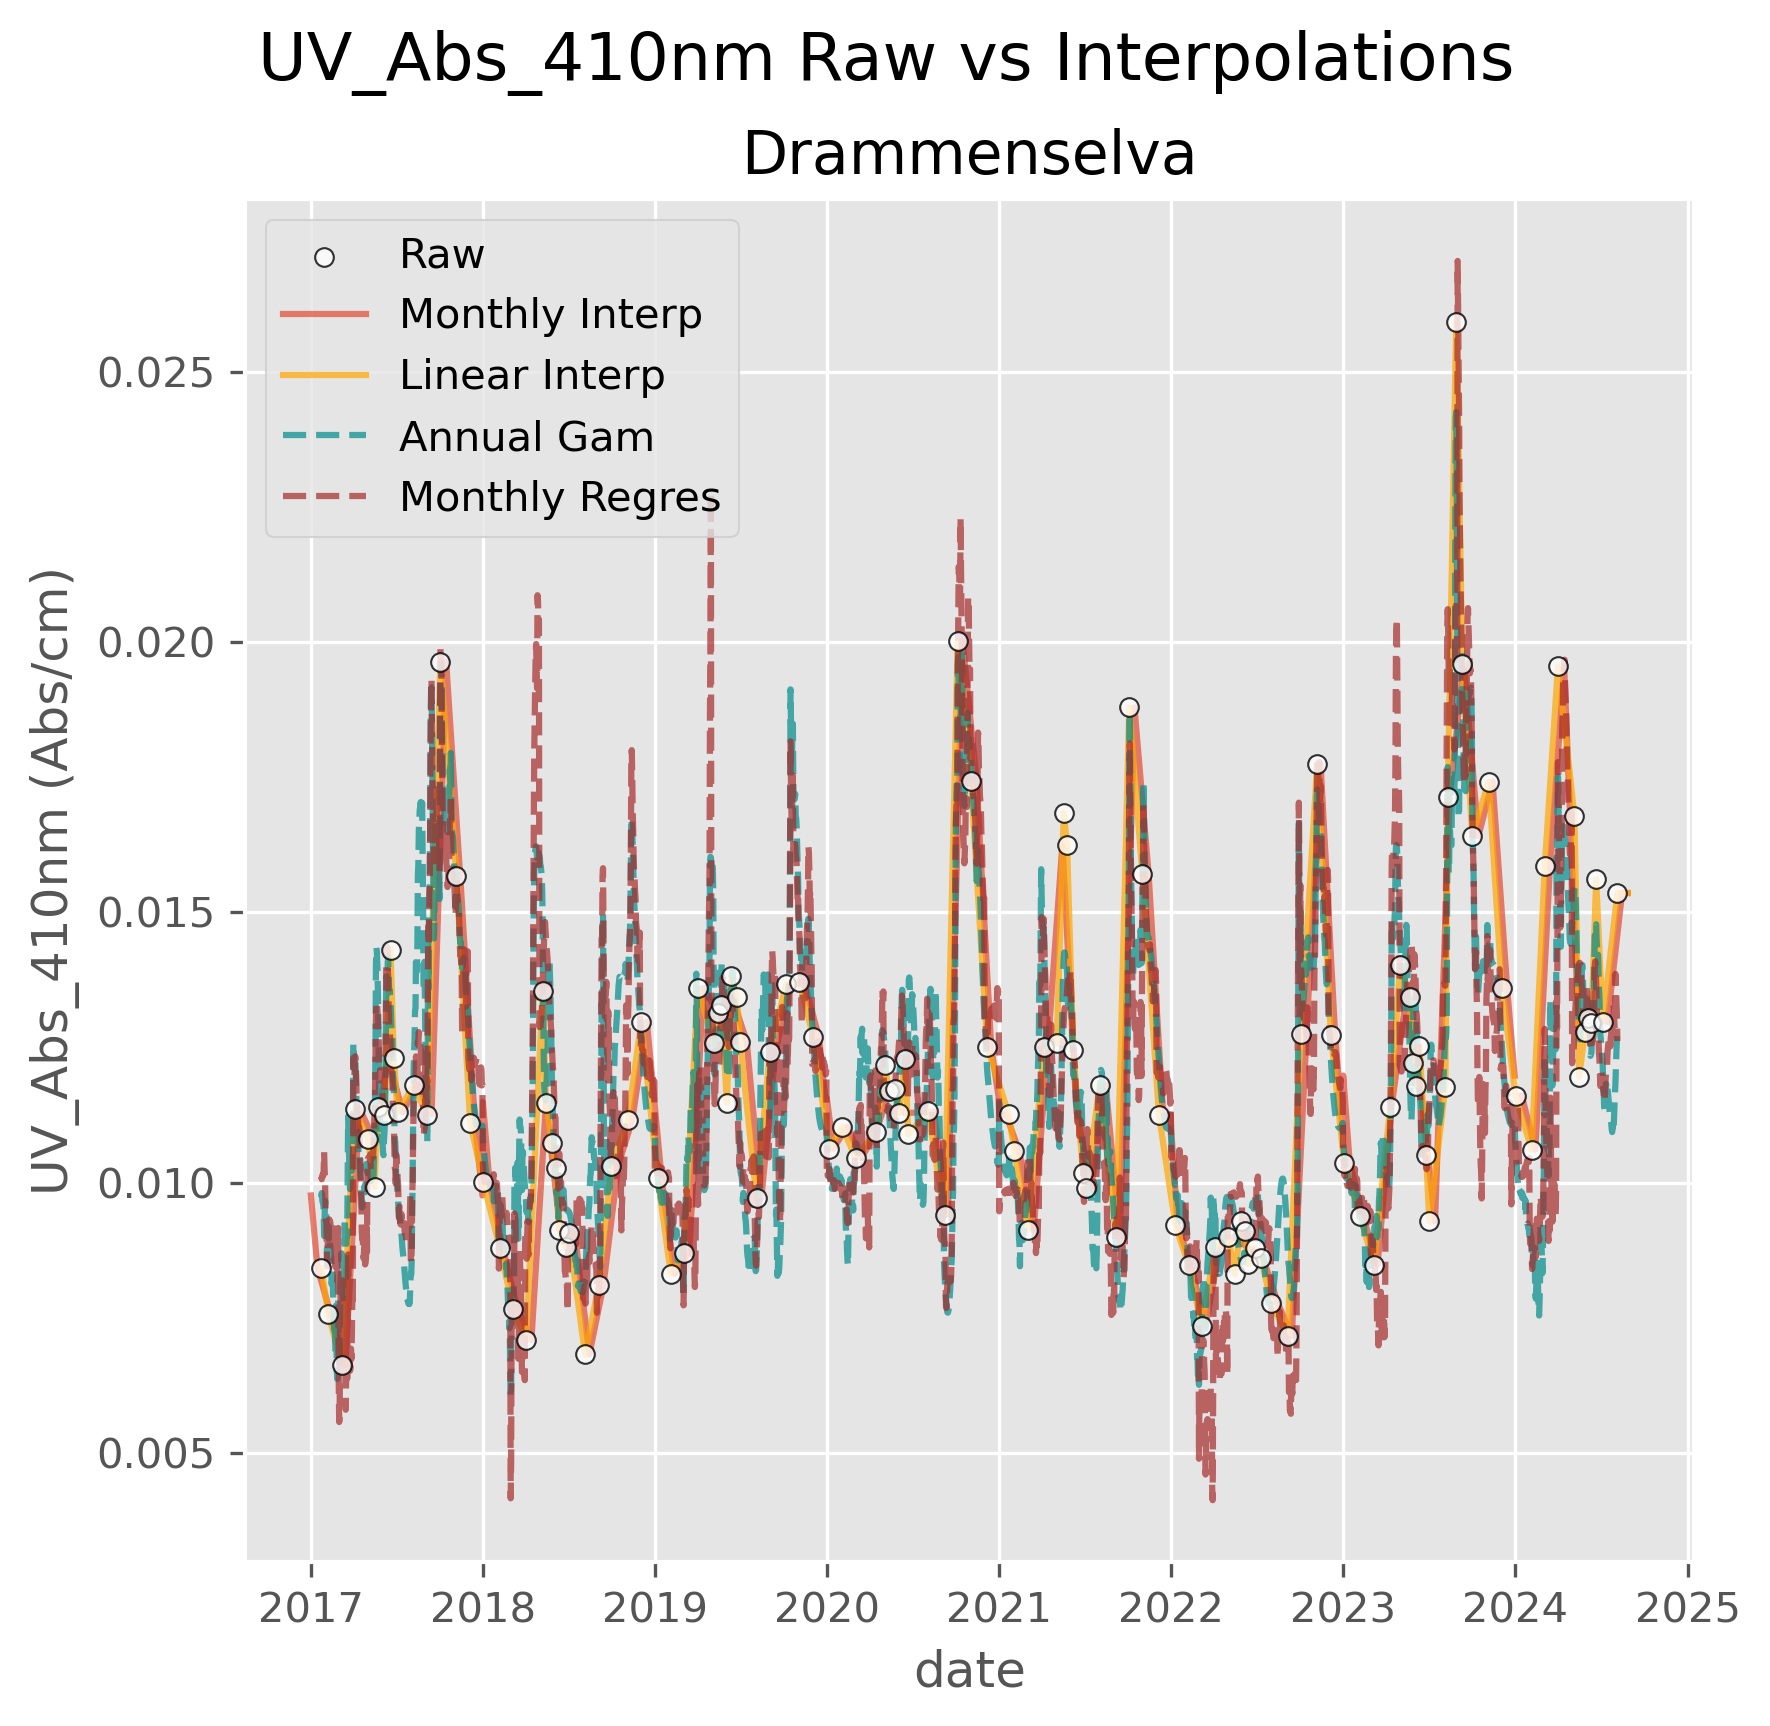 UV_Abs_410nm Raw vs Interpolations
Drammenselva
Raw
Monthly Interp
Linear Interp
Annual Gam
Monthly Regres
UV_Abs_410nm (Abs/cm)
0.025
0.020
0.015
0.010
0.005
2017 2018 2019 2020 2021 2022 2023 2024 2025
date